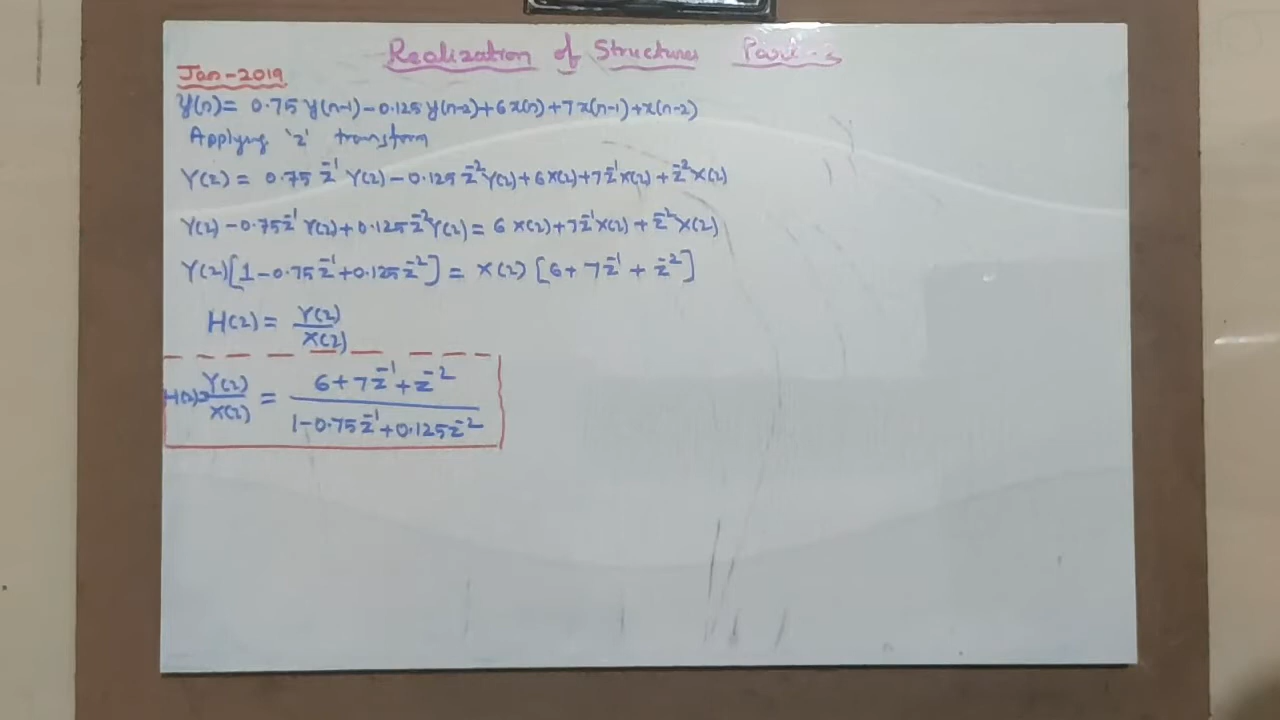 Realization of Structures Part-3
Jan-2019
y(n) = 0.75 y(n-1) - 0.125 y(n-2) + 6 x(n) + 7 x(n-1) + x(n-2)
Applying 'z' transform
Y(z) = 0.75 z⁻¹ Y(z) - 0.125 z⁻² Y(z) + 6 X(z) + 7 z⁻¹ X(z) + z⁻² X(z)
Y(z) - 0.75 z⁻¹ Y(z) + 0.125 z⁻² Y(z) = 6 X(z) + 7 z⁻¹ X(z) + z⁻² X(z)
Y(z) [1 - 0.75 z⁻¹ + 0.125 z⁻²] = X(z) [6 + 7 z⁻¹ + z⁻²]
H(z) = Y(z) / X(z)
H(z) = Y(z) / X(z) = 6 + 7 z⁻¹ + z⁻² / 1 - 0.75 z⁻¹ + 0.125 z⁻²